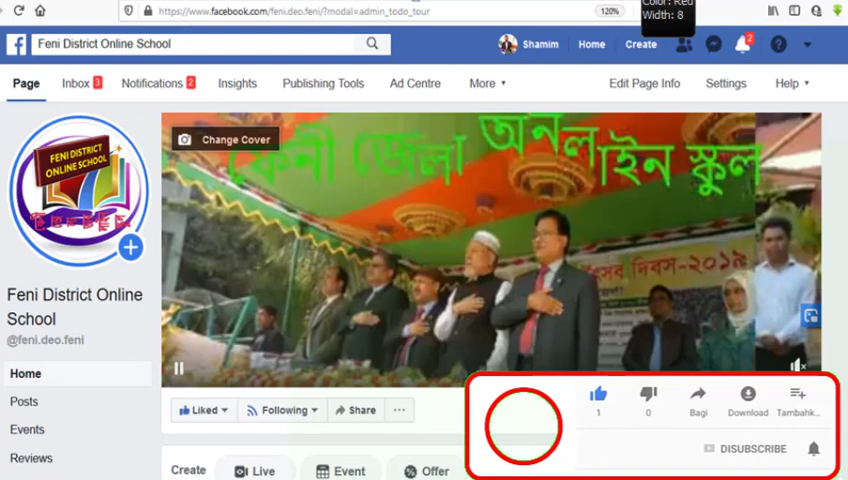 https://www.facebook.com/feni.deo.feni/?modal=admin_todo_tour
120%
Color: Red
Width: 8
Feni District Online School
Shamim
Home
Create
2
Page
Inbox 3
Notifications 2
Insights
Publishing Tools
Ad Centre
More
Edit Page Info
Settings
Help
Change Cover
ফেনী জেলা অনলাইন স্কুল
FENI DISTRICT
ONLINE SCHOOL
দিবস-২০১৯
Feni District Online
School
@feni.deo.feni
Home
Posts
Events
Reviews
Liked
Following
Share
1
0
Bagi
Download
Tambahk...
DISUBSCRIBE
Create
Live
Event
Offer